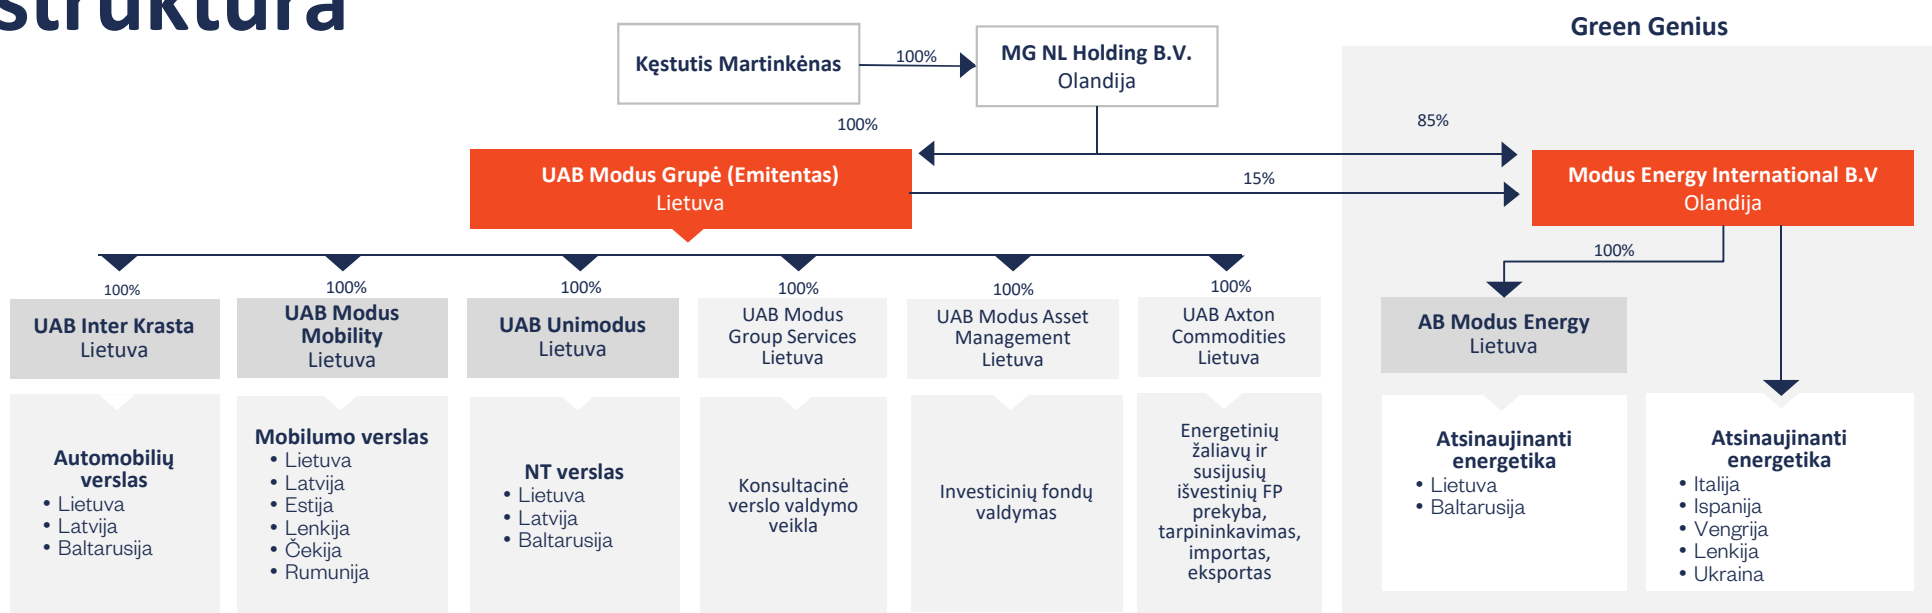 struktūra
Green Genius
Kęstutis Martinkėnas
100%
MG NL Holding B.V.
Olandija
100%
85%
UAB Modus Grupė (Emitentas)
Lietuva
15%
Modus Energy International B.V
Olandija
100%
100%
UAB Inter Krasta
Lietuva
100%
UAB Modus
Mobility
Lietuva
100%
UAB Unimodus
Lietuva
100%
UAB Modus
Group Services
Lietuva
100%
UAB Modus Asset
Management
Lietuva
100%
UAB Axton
Commodities
Lietuva
AB Modus Energy
Lietuva
Automobilių
verslas
• Lietuva
• Latvija
• Baltarusija
Mobilumo verslas
• Lietuva
• Latvija
• Estija
• Lenkija
• Čekija
• Rumunija
NT verslas
• Lietuva
• Latvija
• Baltarusija
Konsultacinė
verslo valdymo
veikla
Investicinių fondų
valdymas
Energetinių
žaliavų ir
susijusių
išvestinių FP
prekyba,
tarpininkavimas,
importas,
eksportas
Atsinaujinanti
energetika
• Lietuva
• Baltarusija
Atsinaujinanti
energetika
• Italija
• Ispanija
• Vengrija
• Lenkija
• Ukraina